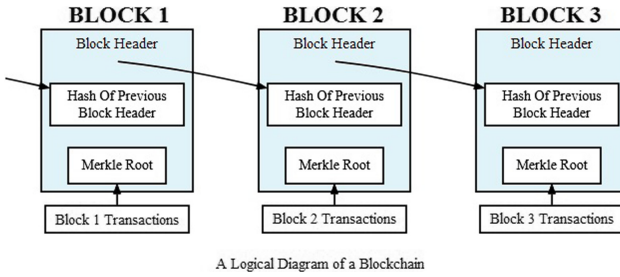 BLOCK 1
BLOCK 2
BLOCK 3
Block Header
Block Header
Block Header
Hash Of Previous
Block Header
Hash Of Previous
Block Header
Hash Of Previous
Block Header
Merkle Root
Merkle Root
Merkle Root
Block 1 Transactions
Block 2 Transactions
Block 3 Transactions
A Logical Diagram of a Blockchain